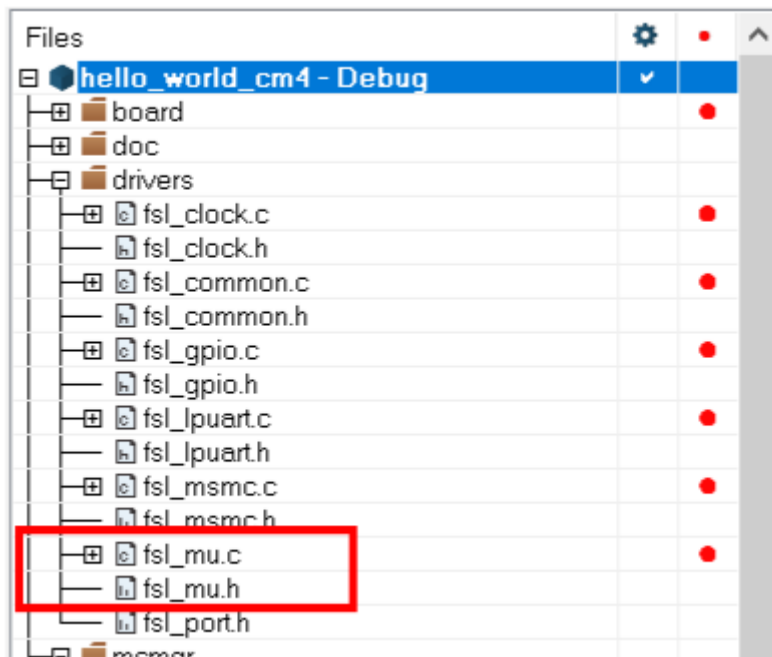 Files
hello_world_cm4 - Debug
board
doc
drivers
fsl_clock.c
fsl_clock.h
fsl_common.c
fsl_common.h
fsl_gpio.c
fsl_gpio.h
fsl_lpuart.c
fsl_lpuart.h
fsl_msmc.c
fsl_msmc.h
fsl_mu.c
fsl_mu.h
fsl_port.h
mcmgr